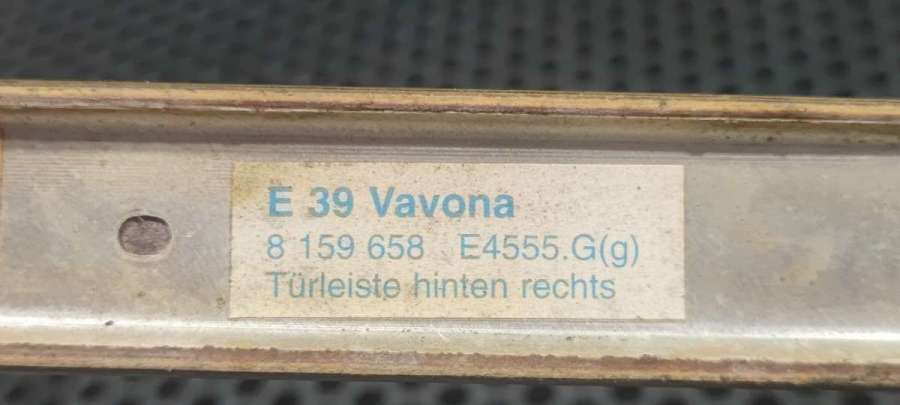 E 39 Vavona
8 159 658 E4555.G(g)
Türleiste hinten rechts